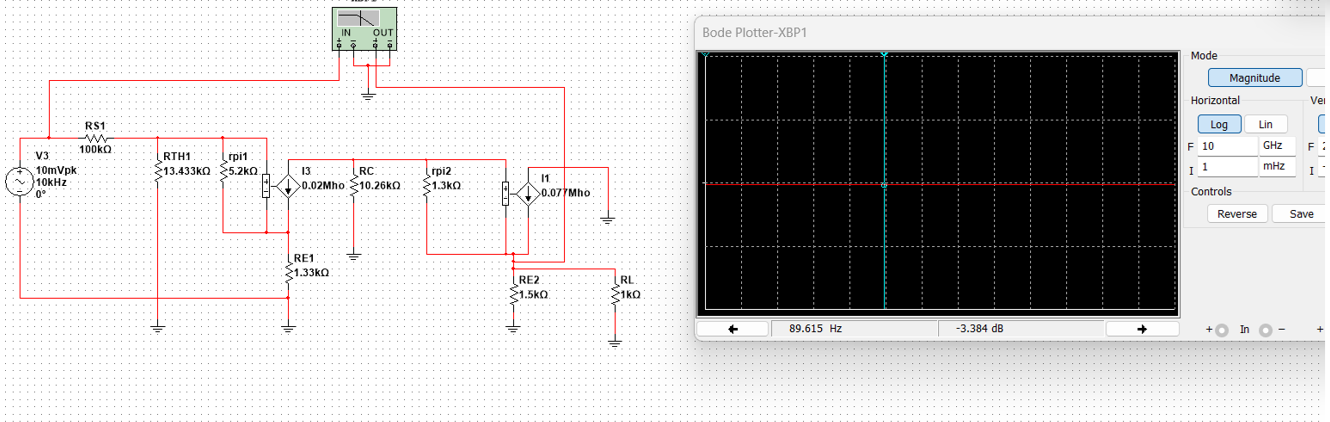 IN OUT
Bode Plotter-XBP1
Mode
Magnitude
Horizontal
Log Lin
F 10 GHz F
I 1 mHz I
Controls
Reverse Save
89.615 Hz -3.384 dB
+ In - +
RS1
100kΩ
V3
10mVpk
10kHz
0°
RTH1
13.433kΩ
rpi1
5.2kΩ
I3
0.02Mho
RC
10.26kΩ
rpi2
1.3kΩ
I1
0.077Mho
RE1
1.33kΩ
RE2
1.5kΩ
RL
1kΩ